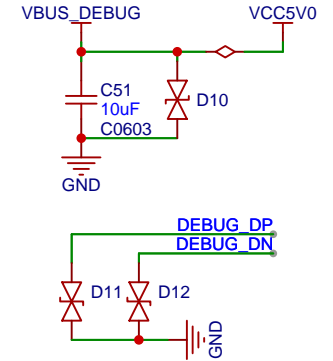 VBUS_DEBUG
VCC5V0
C51
10uF
C0603
D10
GND
DEBUG_DP
DEBUG_DN
D11
D12
GND